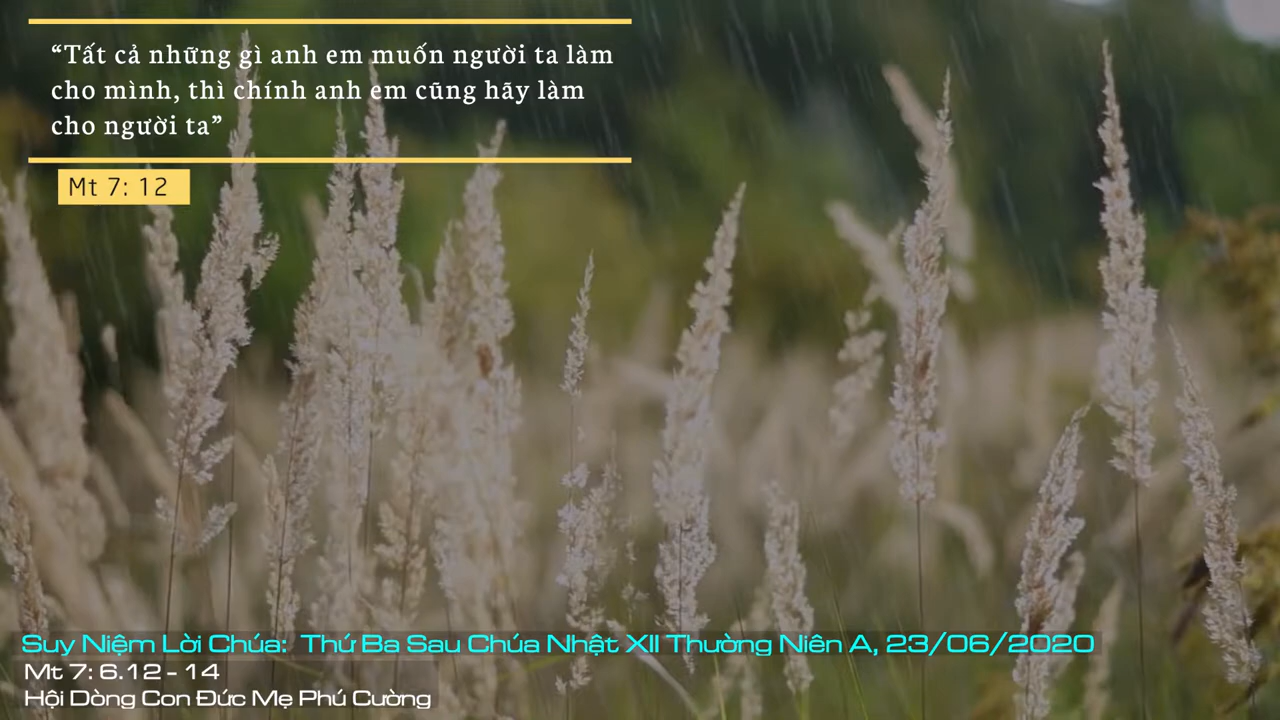 “Tất cả những gì anh em muốn người ta làm
cho mình, thì chính anh em cũng hãy làm
cho người ta”
Mt 7: 12
Suy Niệm Lời Chúa: Thứ Ba Sau Chúa Nhật XII Thường Niên A, 23/06/2020
Mt 7: 6.12 - 14
Hội Dòng Con Đức Mẹ Phú Cường